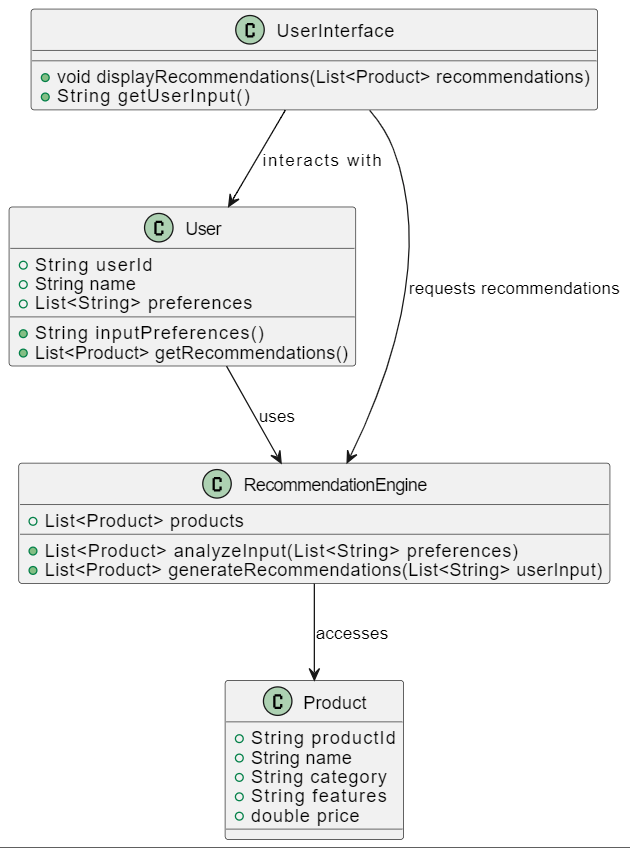 C UserInterface
void displayRecommendations(List<Product> recommendations)
String getUserInput()
interacts with
C User
String userId
String name
List<String> preferences
String inputPreferences()
List<Product> getRecommendations()
requests recommendations
uses
C RecommendationEngine
List<Product> products
List<Product> analyzeInput(List<String> preferences)
List<Product> generateRecommendations(List<String> userInput)
accesses
C Product
String productId
String name
String category
String features
double price